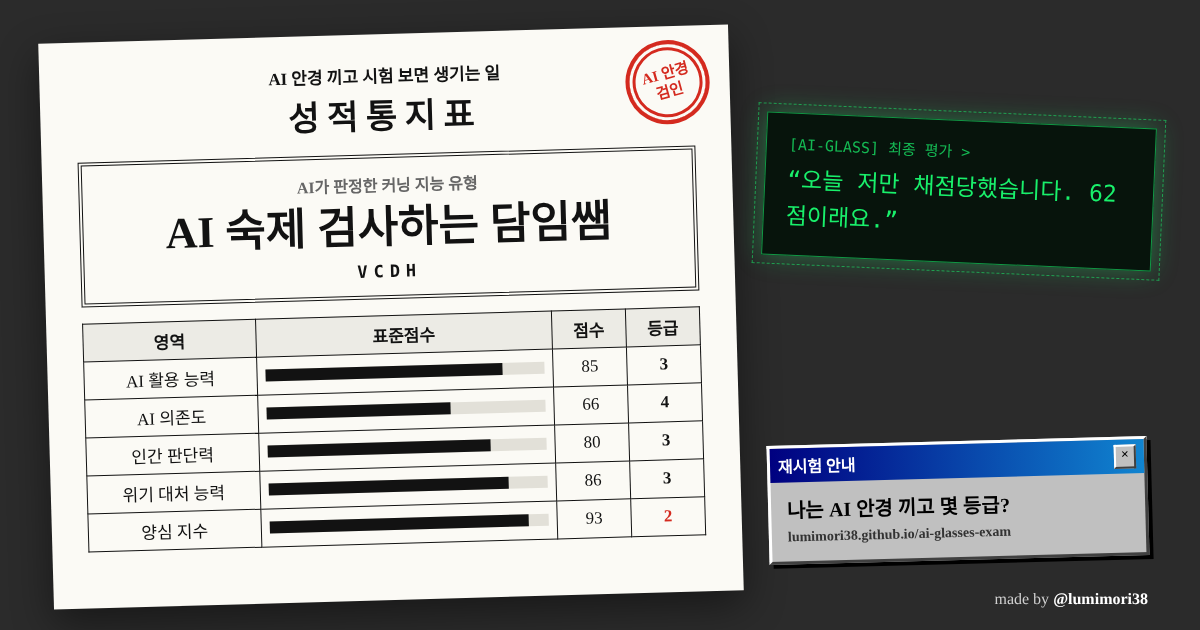 AI 안경 끼고 시험 보면 생기는 일
성적통지표
AI 안경
검인
AI가 판정한 커닝 지능 유형
AI 숙제 검사하는 담임쌤
VCDH
영역 표준점수 점수 등급
AI 활용 능력 85 3
AI 의존도 66 4
인간 판단력 80 3
위기 대처 능력 86 3
양심 지수 93 2
[AI-GLASS] 최종 평가 >
“오늘 저만 채점당했습니다. 62
점이래요.”
재시험 안내 ×
나는 AI 안경 끼고 몇 등급?
lumimori38.github.io/ai-glasses-exam
made by @lumimori38